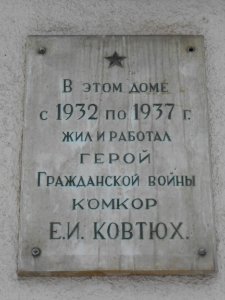 В ЭТОМ ДОМЕ
С 1932 ПО 1937 Г.
ЖИЛ И РАБОТАЛ
ГЕРОЙ
ГРАЖДАНСКОЙ ВОЙНЫ
КОМКОР
Е.И. КОВТЮХ.